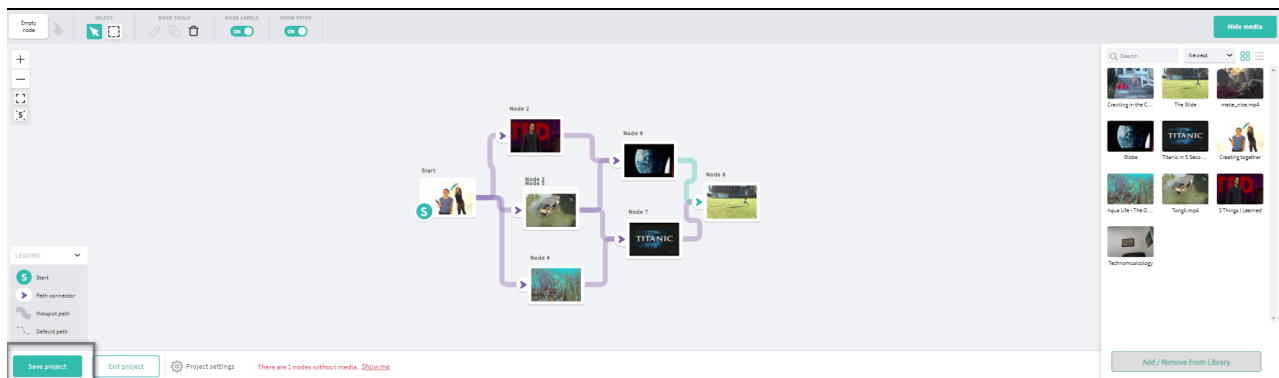 Empty
node
SELECT
NODE TOOLS
NODE LABELS
ON
SHOW PATHS
ON
Hide media
Search
Newest
Crawling in the C...
Tire Slide
make_nice.mp4
Globe
TITANIC
Titanic in 5 Seco...
Creating together
Aqua Life - The O...
Tongli.mp4
3 Things I Learned
Technomusicology
Add / Remove From Library
Start
S
Node 2
TED
Node 3
Node 5
Node 4
Node 9
Node 7
TITANIC
Node 8
LEGEND
S Start
Path connector
Hotspot path
Default path
Save project
Exit project
Project settings
There are 1 nodes without media. Show me